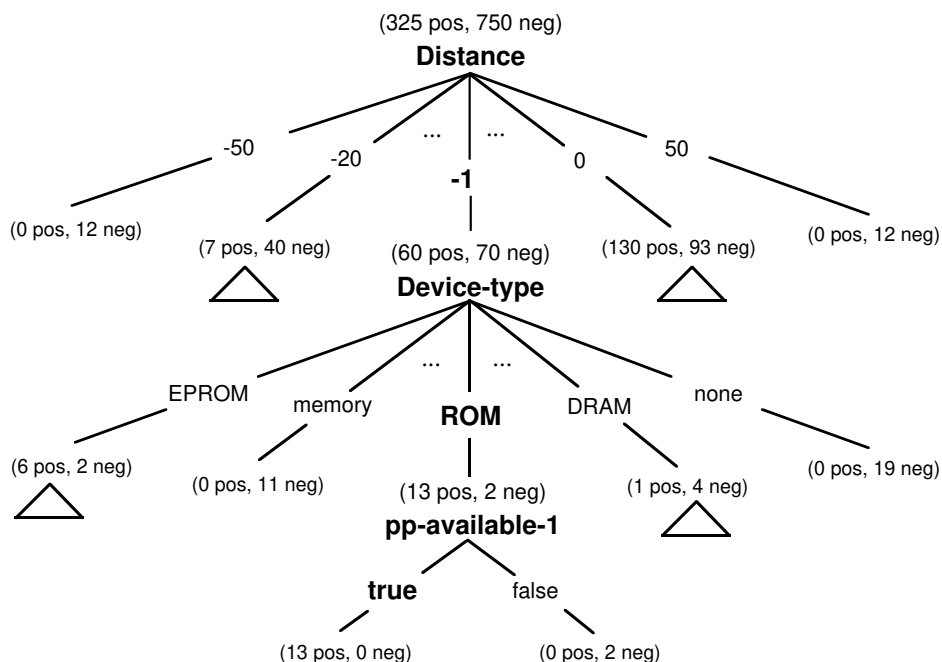 (325 pos, 750 neg)
Distance
-50
-20
...
...
-1
0
50
(0 pos, 12 neg)
(7 pos, 40 neg)
(60 pos, 70 neg)
(130 pos, 93 neg)
(0 pos, 12 neg)
Device-type
EPROM
memory
...
...
ROM
DRAM
none
(6 pos, 2 neg)
(0 pos, 11 neg)
(13 pos, 2 neg)
(1 pos, 4 neg)
(0 pos, 19 neg)
pp-available-1
true
false
(13 pos, 0 neg)
(0 pos, 2 neg)